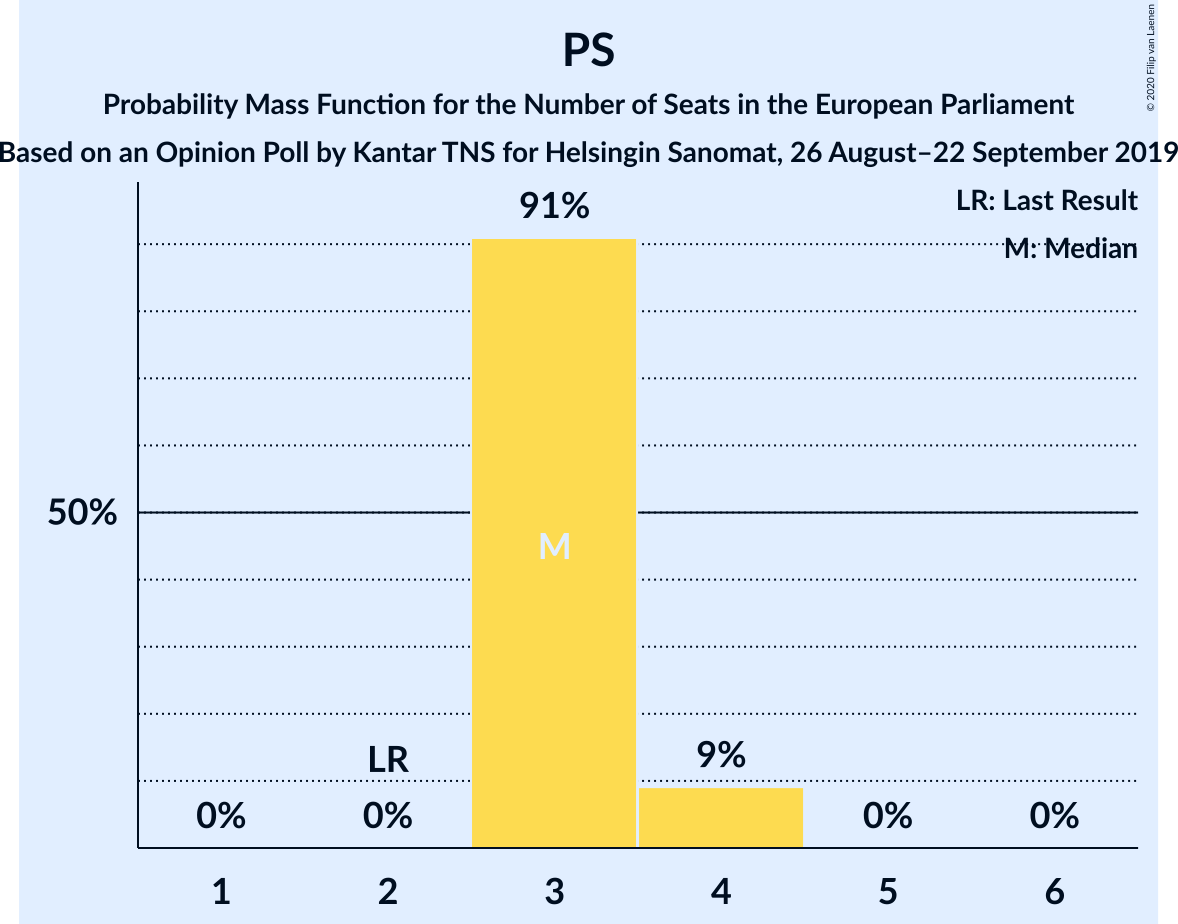 PS
Probability Mass Function for the Number of Seats in the European Parliament
Based on an Opinion Poll by Kantar TNS for Helsingin Sanomat, 26 August–22 September 2019
© 2020 Filip van Laenen
LR: Last Result
M: Median
91%
50%
M
LR
9%
0%
0%
0%
0%
1
2
3
4
5
6